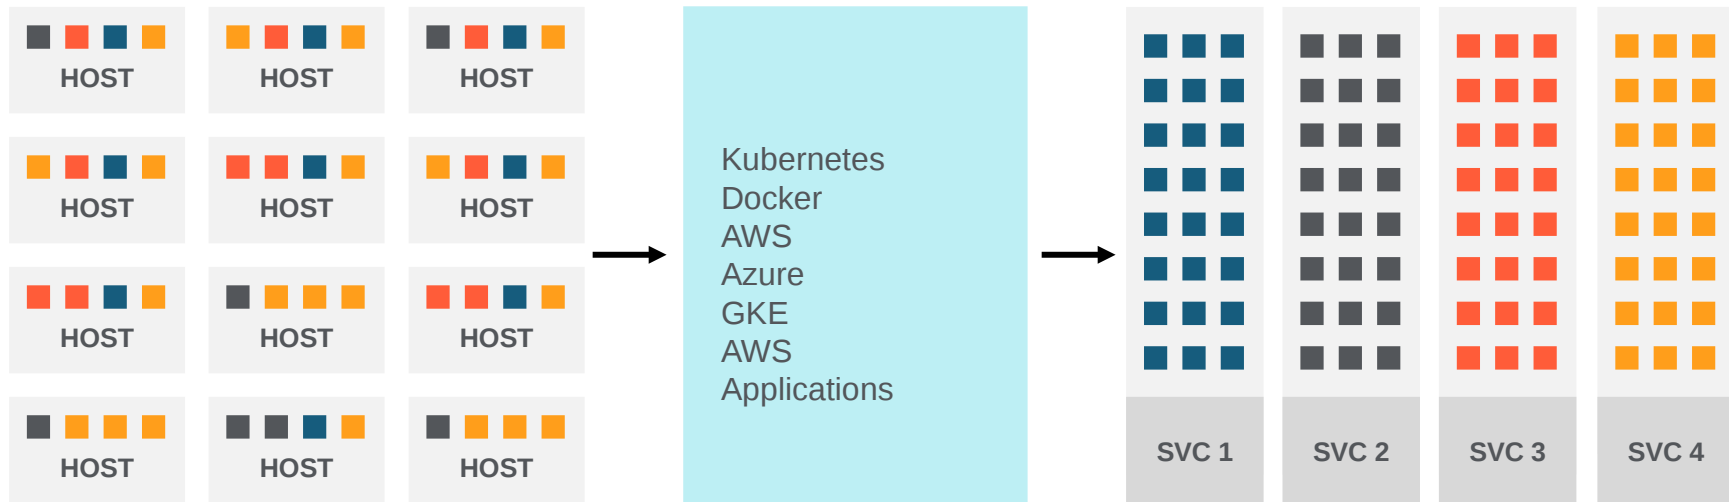 HOST HOST HOST
HOST HOST HOST
HOST HOST HOST
HOST HOST HOST
Kubernetes
Docker
AWS
Azure
GKE
AWS
Applications
SVC 1 SVC 2 SVC 3 SVC 4